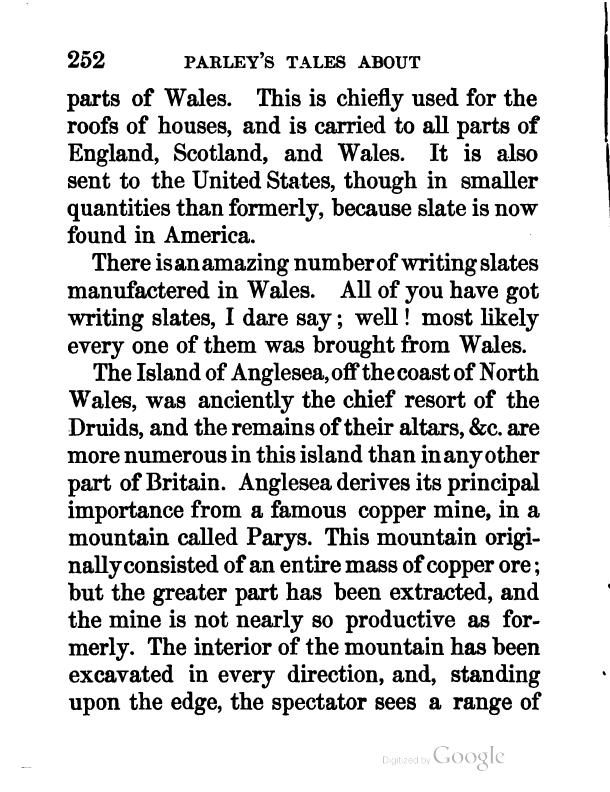 252 PARLEY'S TALES ABOUT
parts of Wales. This is chiefly used for the
roofs of houses, and is carried to all parts of
England, Scotland, and Wales. It is also
sent to the United States, though in smaller
quantities than formerly, because slate is now
found in America.
There is an amazing number of writing slates
manufactered in Wales. All of you have got
writing slates, I dare say; well! most likely
every one of them was brought from Wales.
The Island of Anglesea, off the coast of North
Wales, was anciently the chief resort of the
Druids, and the remains of their altars, &c. are
more numerous in this island than in any other
part of Britain. Anglesea derives its principal
importance from a famous copper mine, in a
mountain called Parys. This mountain origi-
nally consisted of an entire mass of copper ore;
but the greater part has been extracted, and
the mine is not nearly so productive as for-
merly. The interior of the mountain has been
excavated in every direction, and, standing
upon the edge, the spectator sees a range of
Digitized by Google